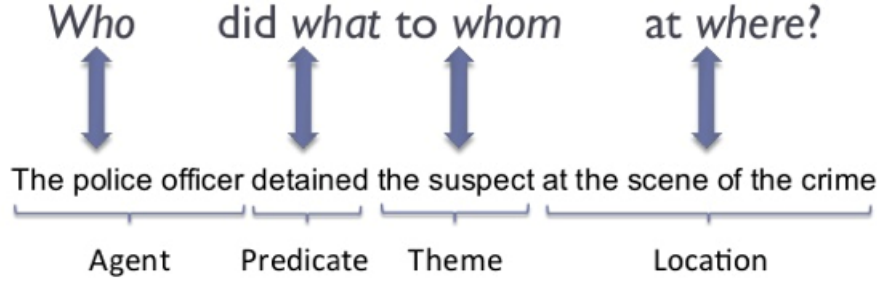 Who did what to whom at where?
The police officer detained the suspect at the scene of the crime
Agent Predicate Theme Location